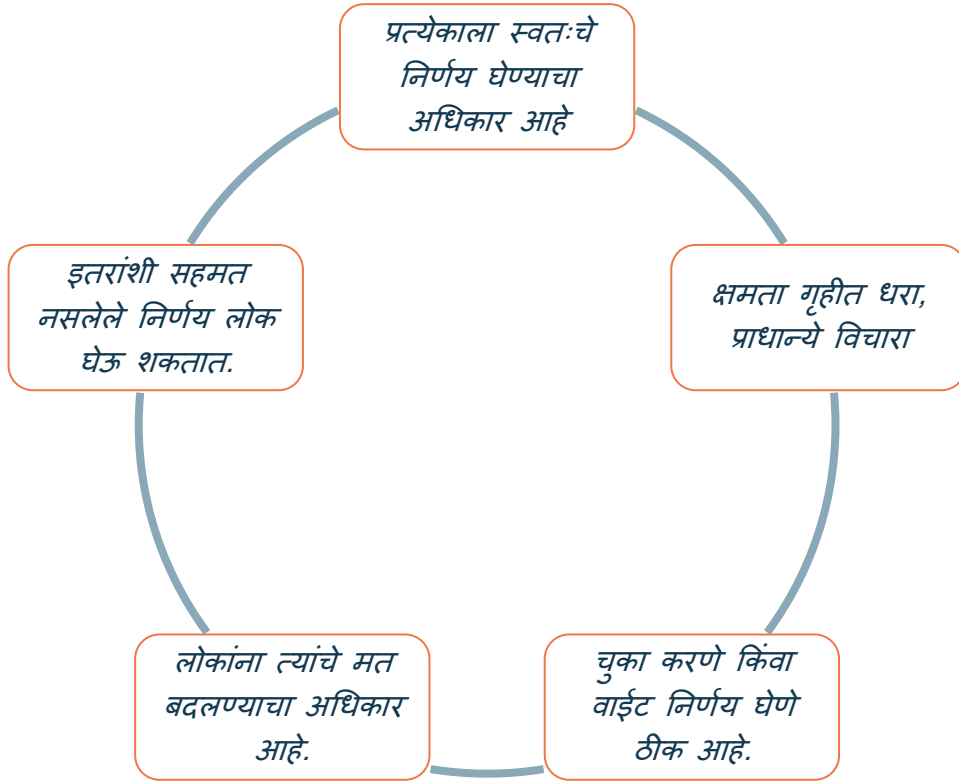 प्रत्येकाला स्वतःचे
निर्णय घेण्याचा
अधिकार आहे
क्षमता गृहीत धरा,
प्राधान्ये विचारा
चुका करणे किंवा
वाईट निर्णय घेणे
ठीक आहे.
लोकांना त्यांचे मत
बदलण्याचा अधिकार
आहे.
इतरांशी सहमत
नसलेले निर्णय लोक
घेऊ शकतात.